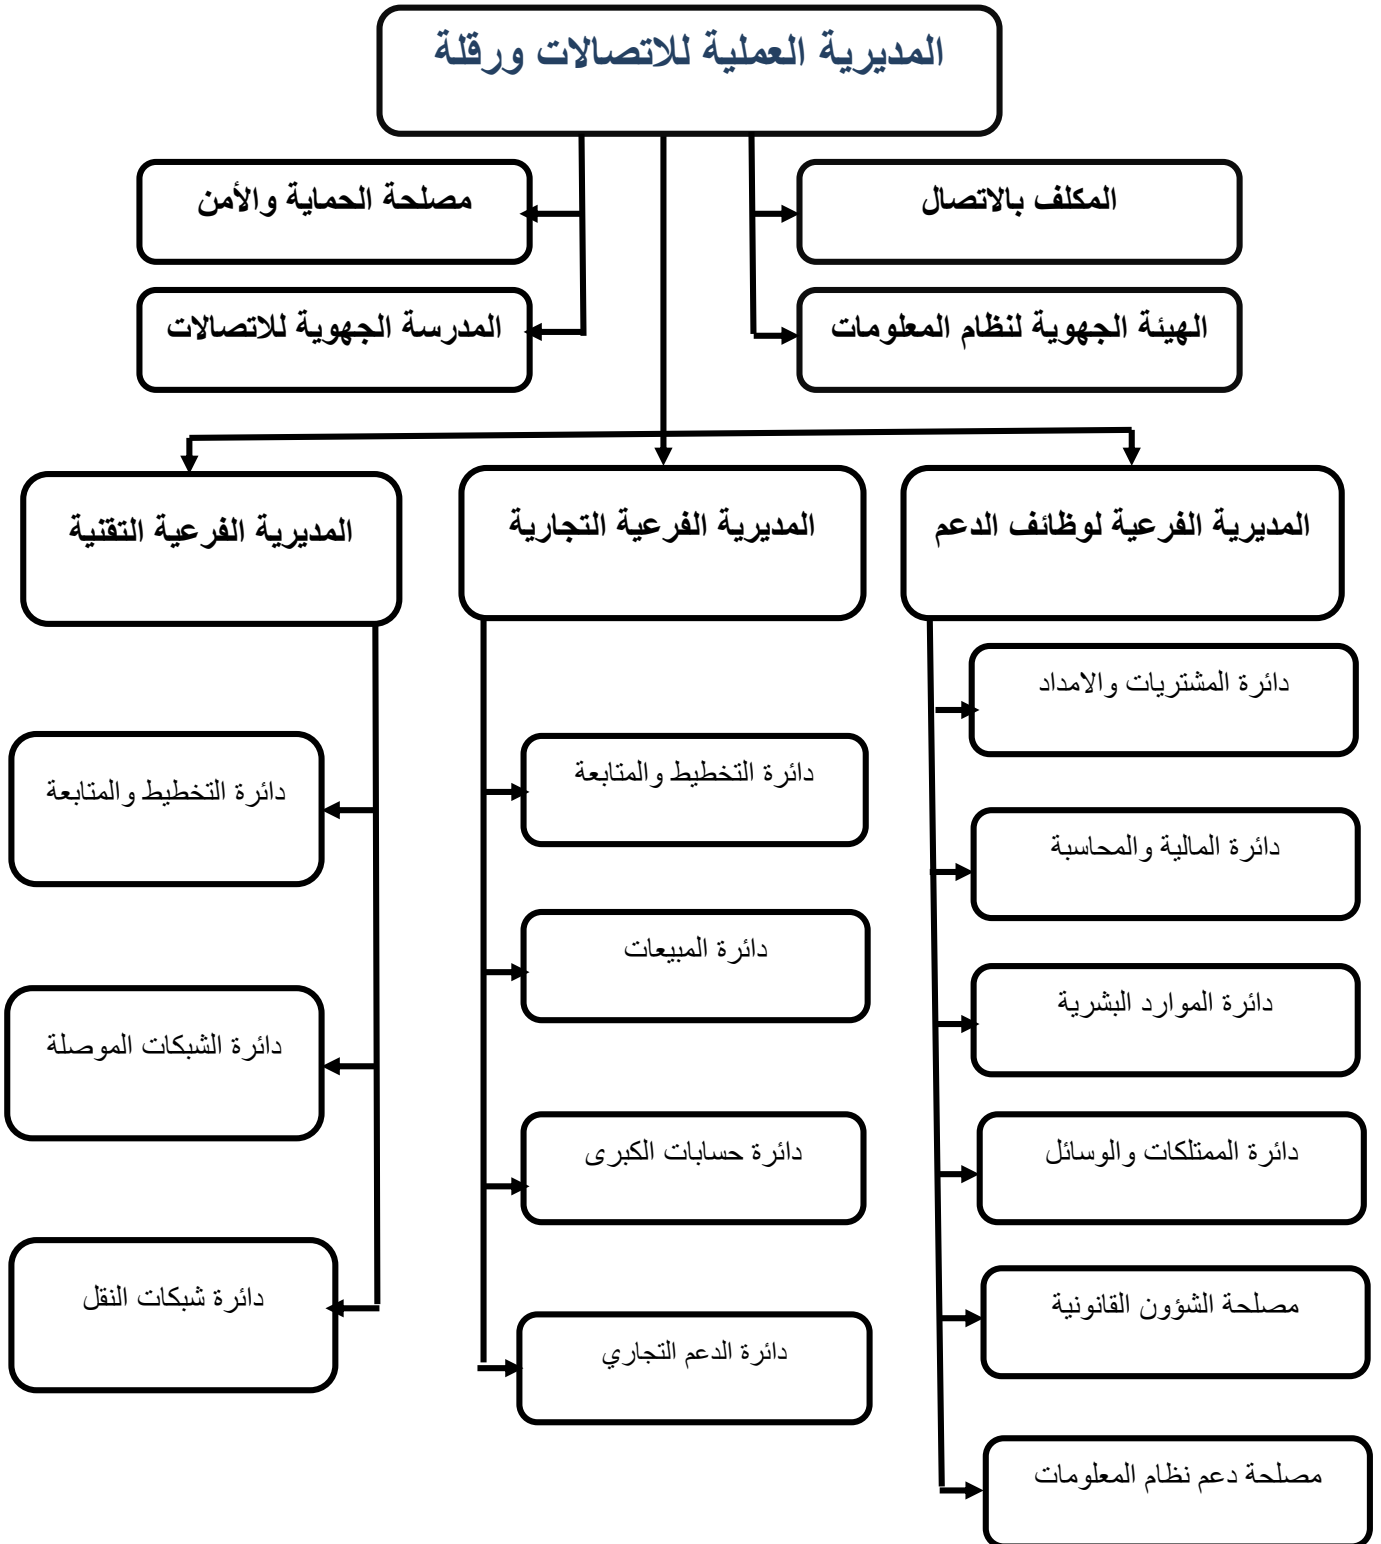 المديرية العملية للاتصالات ورقلة
المكلف بالاتصال
مصلحة الحماية والأمن
الهيئة الجهوية لنظام المعلومات
المدرسة الجهوية للاتصالات
المديرية الفرعية لوظائف الدعم
المديرية الفرعية التجارية
المديرية الفرعية التقنية
دائرة المشتريات والامداد
دائرة المالية والمحاسبة
دائرة الموارد البشرية
دائرة الممتلكات والوسائل
مصلحة الشؤون القانونية
مصلحة دعم نظام المعلومات
دائرة التخطيط والمتابعة
دائرة المبيعات
دائرة حسابات الكبرى
دائرة الدعم التجاري
دائرة التخطيط والمتابعة
دائرة الشبكات الموصلة
دائرة شبكات النقل